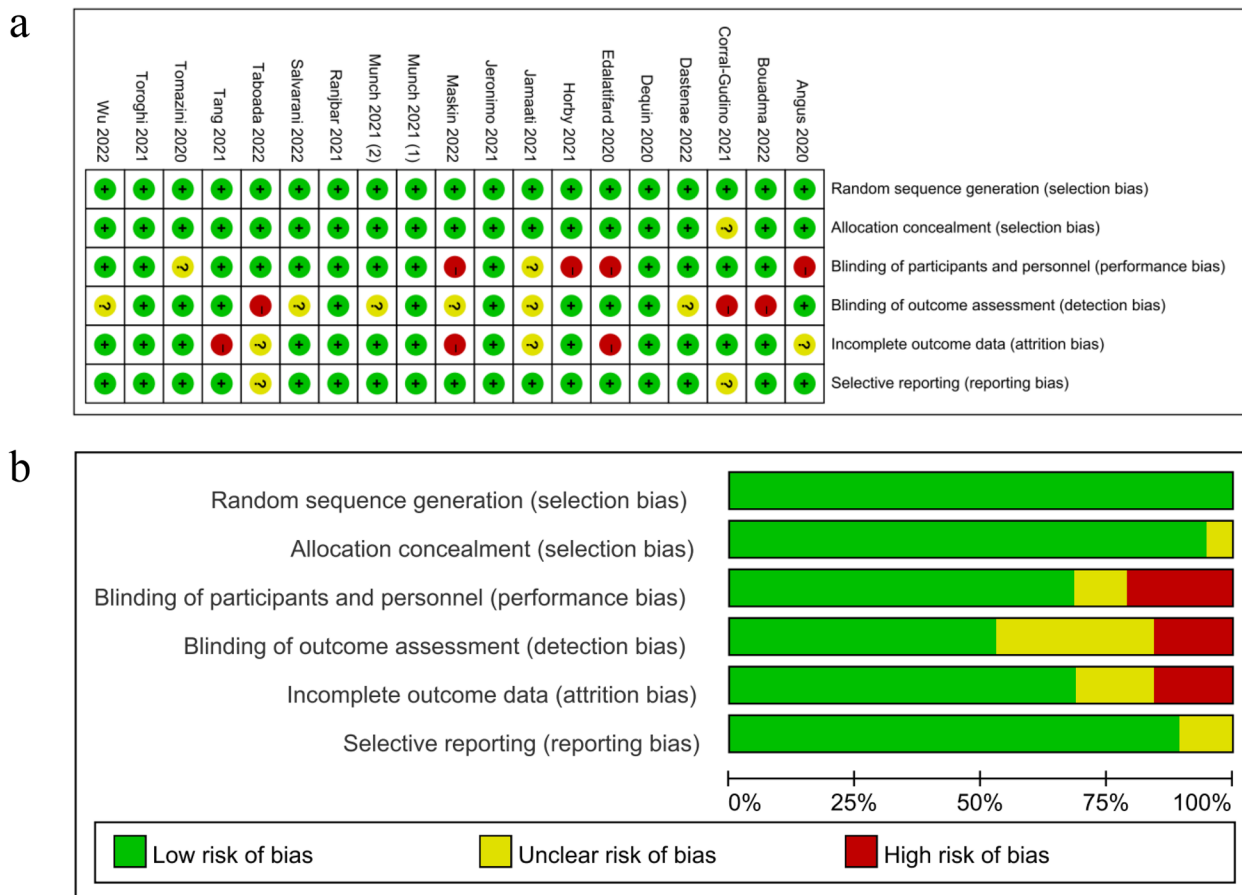 a
Wu 2022
Toroghi 2021
Tomazini 2020
Tang 2021
Taboada 2022
Salvarani 2022
Ranjbar 2021
Munch 2021 (2)
Munch 2021 (1)
Maskin 2022
Jeronimo 2021
Jamaati 2021
Horby 2021
Edalatifard 2020
Dequin 2020
Dastenae 2022
Corral-Gudino 2021
Bouadma 2022
Angus 2020
+ + + + + + + + + + + + + + + + + + + Random sequence generation (selection bias)
+ + + + + + + + + + + + + + + + ? + + Allocation concealment (selection bias)
+ + ? + + + + + + – + ? – – + + + + – Blinding of participants and personnel (performance bias)
? + + + – ? + ? + ? + ? + + + ? – – + Blinding of outcome assessment (detection bias)
+ + + – ? + + + + – + ? + – + + + + ? Incomplete outcome data (attrition bias)
+ + + + ? + + + + + + + + + + + ? + + Selective reporting (reporting bias)
b
Random sequence generation (selection bias)
Allocation concealment (selection bias)
Blinding of participants and personnel (performance bias)
Blinding of outcome assessment (detection bias)
Incomplete outcome data (attrition bias)
Selective reporting (reporting bias)
0% 25% 50% 75% 100%
Low risk of bias Unclear risk of bias High risk of bias